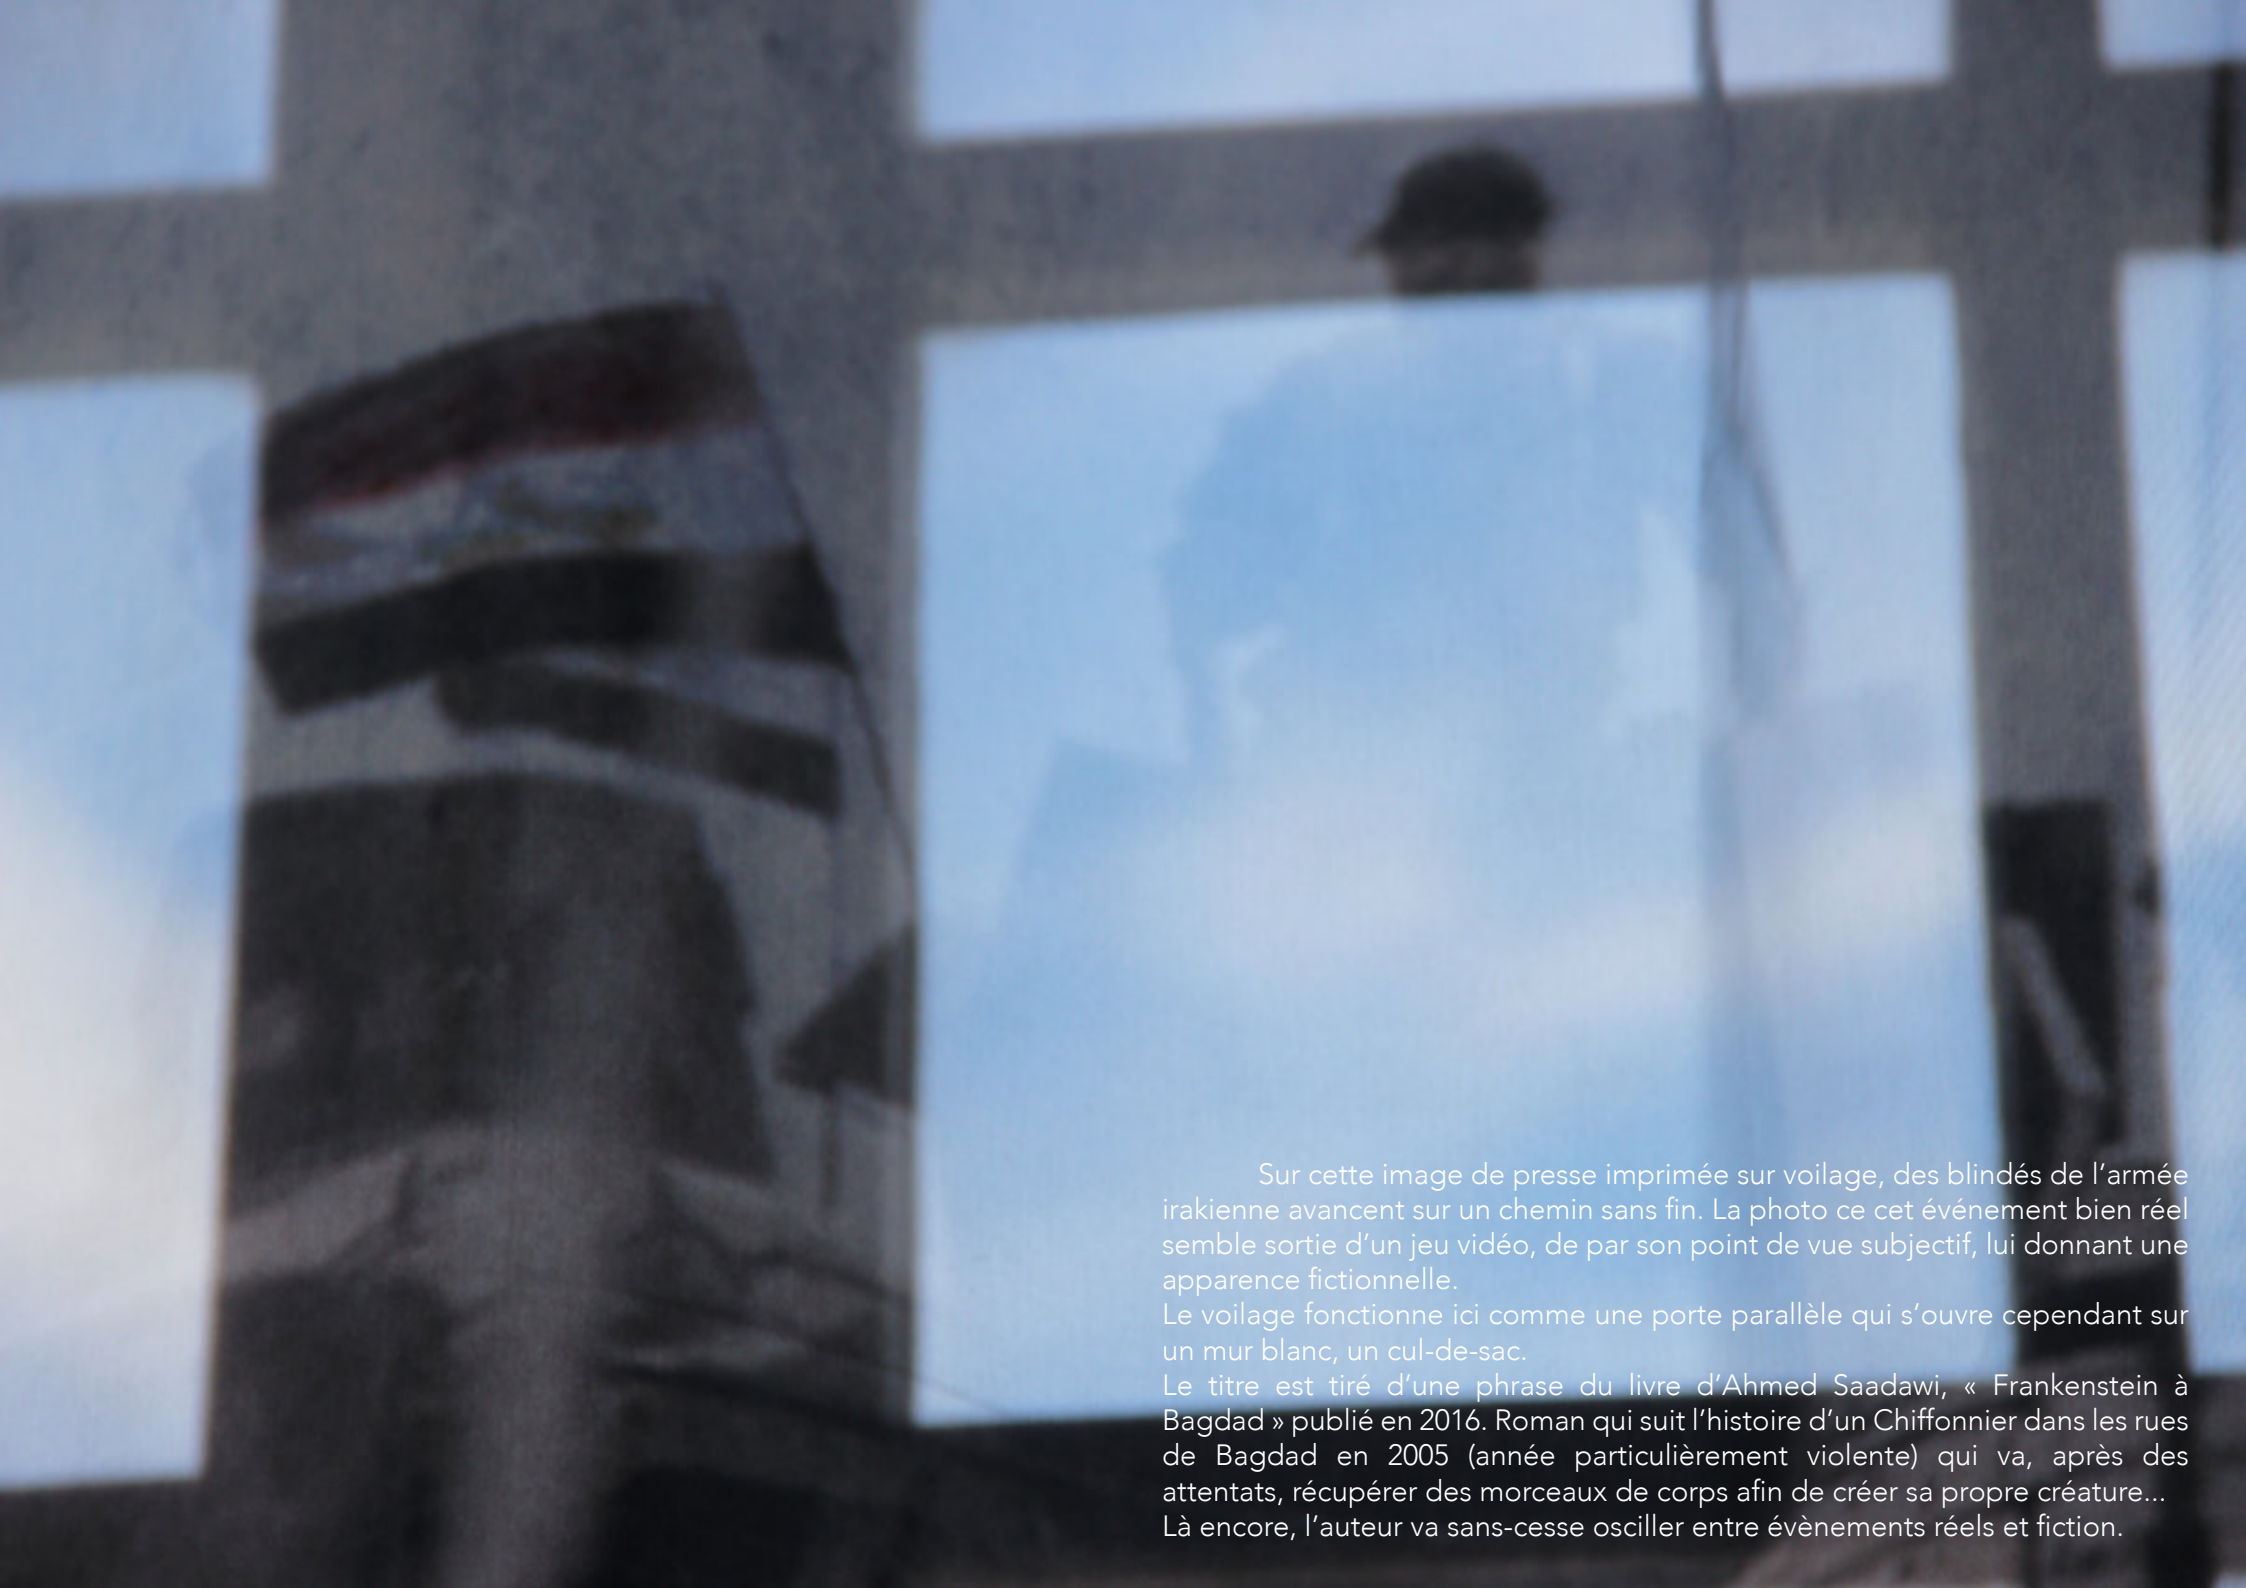 Sur cette image de presse imprimée sur voilage, des blindés de l'armée
irakienne avancent sur un chemin sans fin. La photo ce cet événement bien réel
semble sortie d'un jeu vidéo, de par son point de vue subjectif, lui donnant une
apparence fictionnelle.
Le voilage fonctionne ici comme une porte parallèle qui s'ouvre cependant sur
un mur blanc, un cul-de-sac.
Le titre est tiré d'une phrase du livre d'Ahmed Saadawi, « Frankenstein à
Bagdad » publié en 2016. Roman qui suit l'histoire d'un Chiffonnier dans les rues
de Bagdad en 2005 (année particulièrement violente) qui va, après des
attentats, récupérer des morceaux de corps afin de créer sa propre créature...
Là encore, l'auteur va sans-cesse osciller entre évènements réels et fiction.